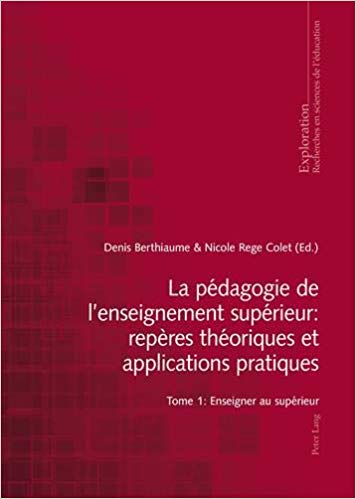 Exploration
Recherches en sciences de l'éducation
Denis Berthiaume & Nicole Rege Colet (Ed.)
La pédagogie de
l'enseignement supérieur:
repères théoriques et
applications pratiques
Tome 1: Enseigner au supérieur
Peter Lang